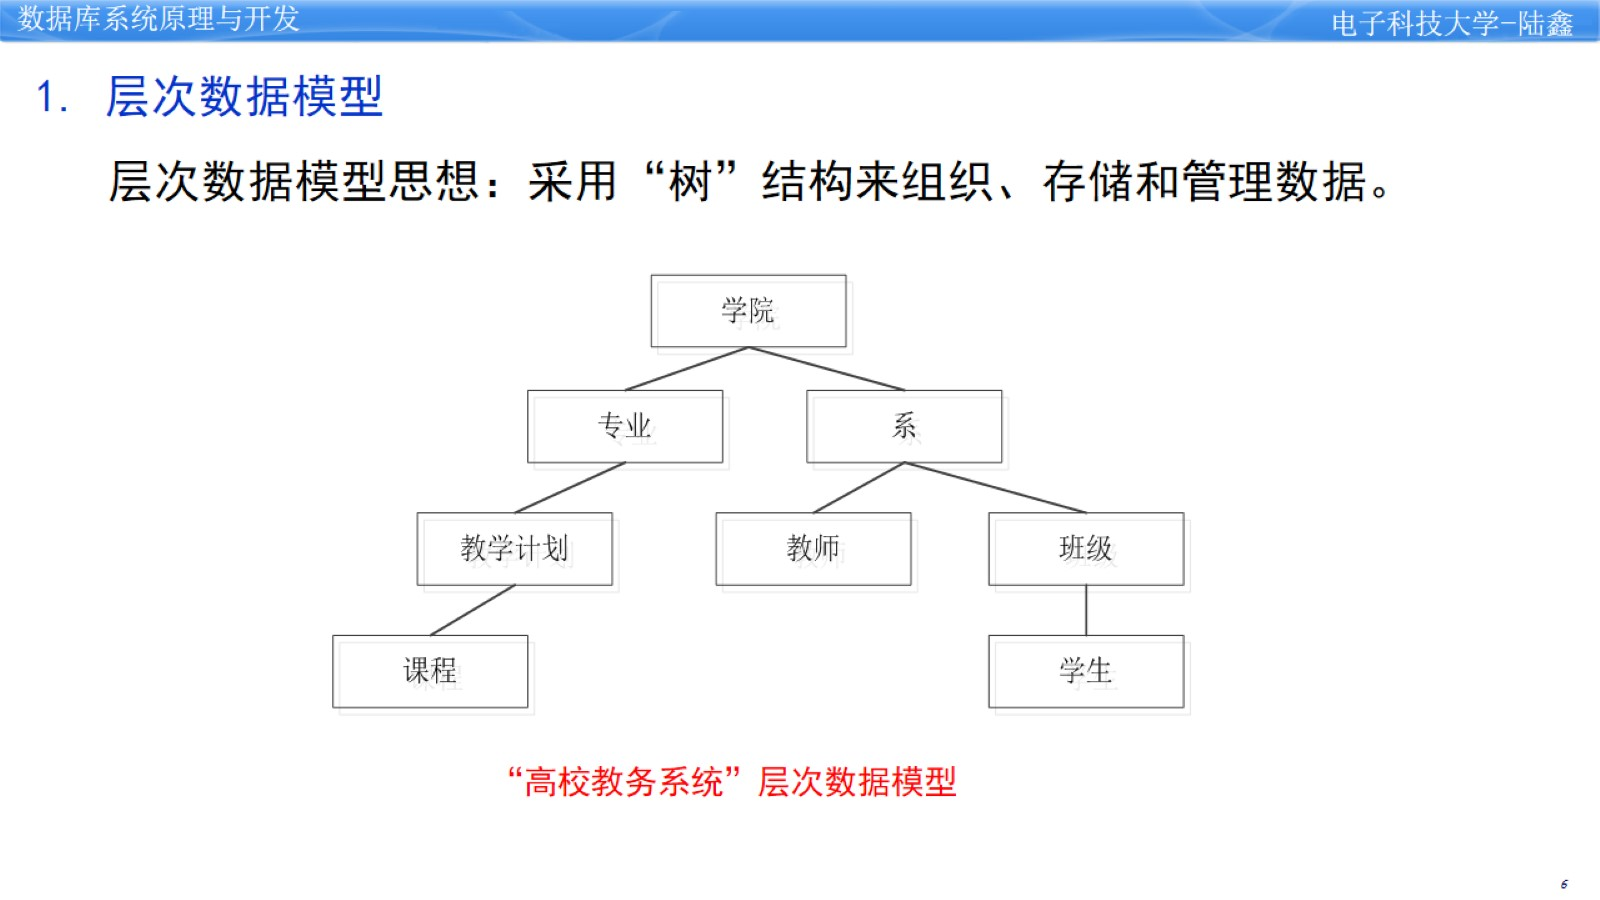 数据库系统原理与开发
电子科技大学-陆鑫
1. 层次数据模型
层次数据模型思想：采用“树”结构来组织、存储和管理数据。
学院
专业
系
教学计划
教师
班级
课程
学生
“高校教务系统”层次数据模型
6